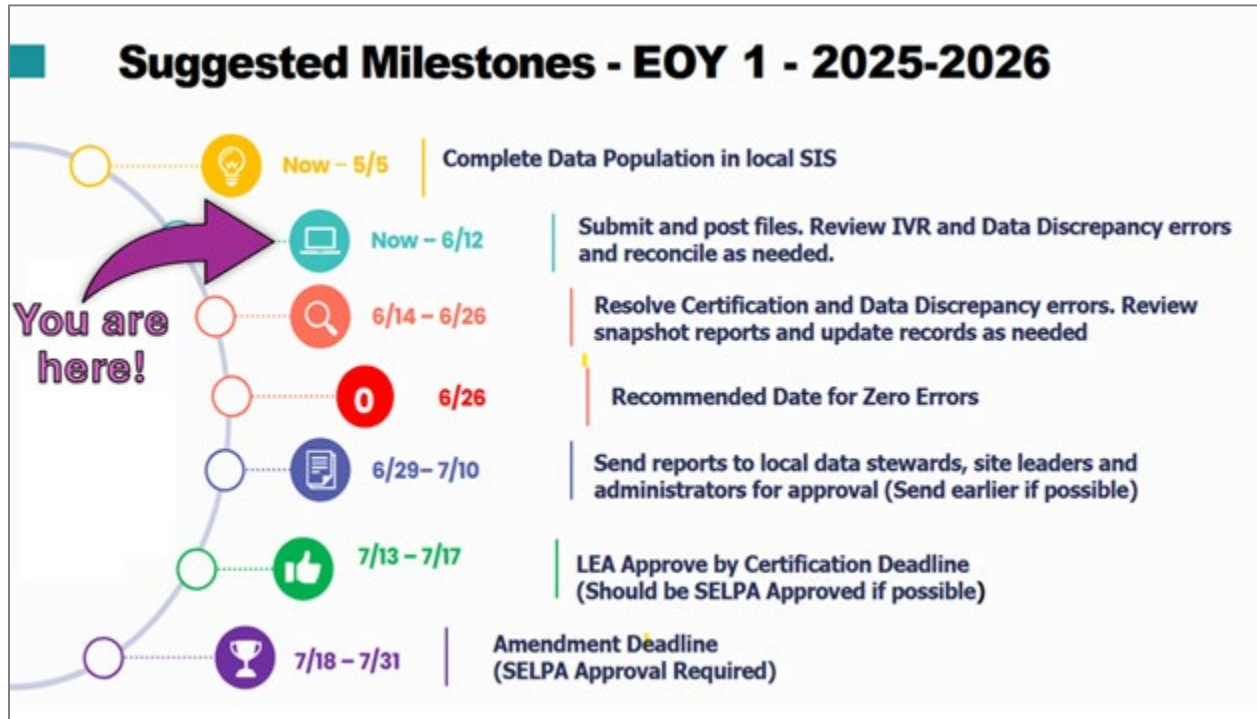 Suggested Milestones - EOY 1 - 2025-2026
Now – 5/5
Complete Data Population in local SIS
Now – 6/12
Submit and post files. Review IVR and Data Discrepancy errors
and reconcile as needed.
You are
here!
6/14 – 6/26
Resolve Certification and Data Discrepancy errors. Review
snapshot reports and update records as needed
0
6/26
Recommended Date for Zero Errors
6/29– 7/10
Send reports to local data stewards, site leaders and
administrators for approval (Send earlier if possible)
7/13 – 7/17
LEA Approve by Certification Deadline
(Should be SELPA Approved if possible)
7/18 – 7/31
Amendment Deadline
(SELPA Approval Required)